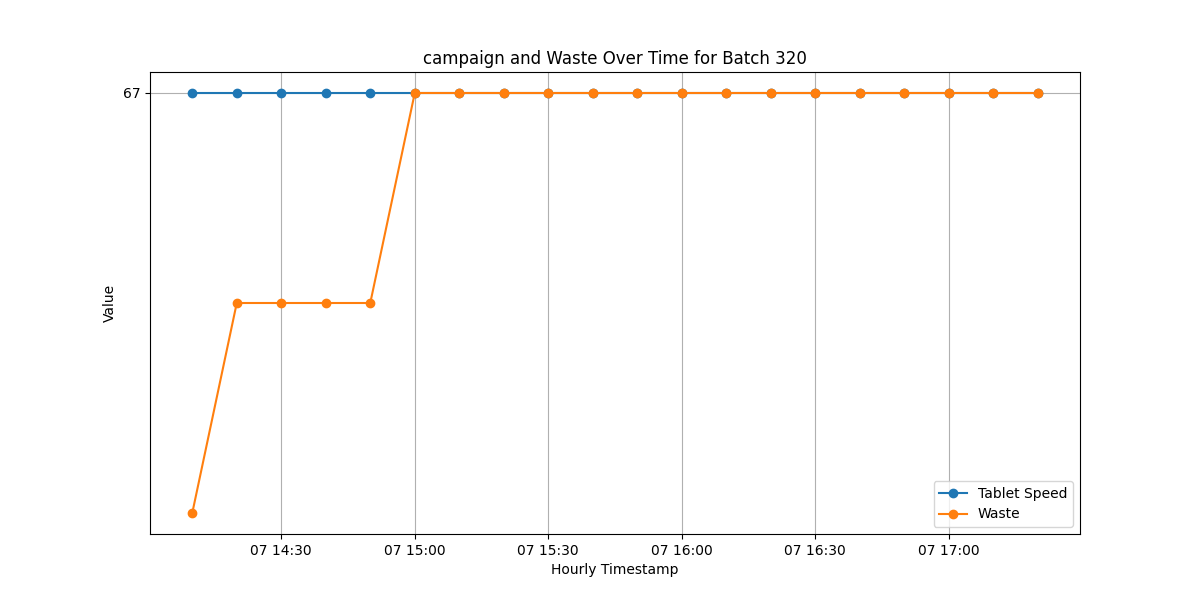 campaign and Waste Over Time for Batch 320
67
Value
Tablet Speed
Waste
07 14:30 07 15:00 07 15:30 07 16:00 07 16:30 07 17:00
Hourly Timestamp